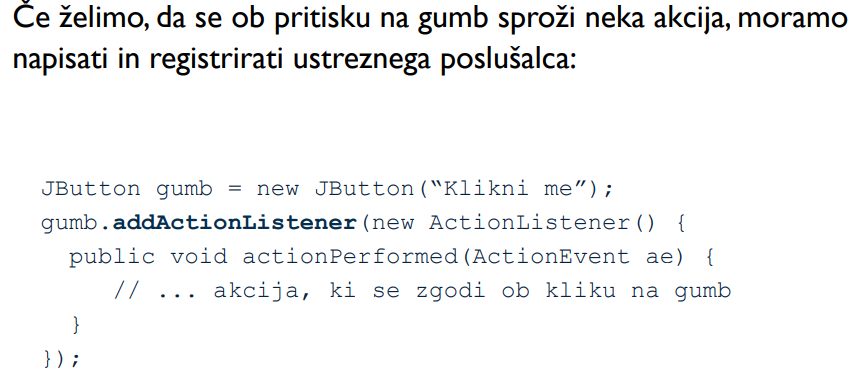 Če želimo, da se ob pritisku na gumb sproži neka akcija, moramo
napisati in registrirati ustreznega poslušalca:
JButton gumb = new JButton(“Klikni me”);
gumb.addActionListener(new ActionListener() {
public void actionPerformed(ActionEvent ae) {
// ... akcija, ki se zgodi ob kliku na gumb
}
});